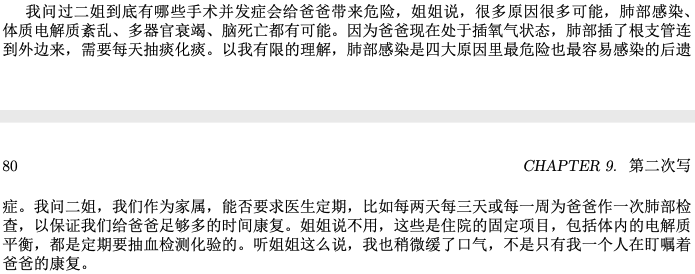 我问过二姐到底有哪些手术并发症会给爸爸带来危险，姐姐说，很多原因很多可能，肺部感染、
体质电解质紊乱、多器官衰竭、脑死亡都有可能。因为爸爸现在处于插氧气状态，肺部插了根支管连
到外边来，需要每天抽痰化痰。以我有限的理解，肺部感染是四大原因里最危险也最容易感染的后遗
80 CHAPTER 9. 第二次写
症。我问二姐，我们作为家属，能否要求医生定期，比如每两天每三天或每一周为爸爸作一次肺部检
查，以保证我们给爸爸足够多的时间康复。姐姐说不用，这些是住院的固定项目，包括体内的电解质
平衡，都是定期要抽血检测化验的。听姐姐这么说，我也稍微缓了口气，不是只有我一个人在盯嘱着
爸爸的康复。